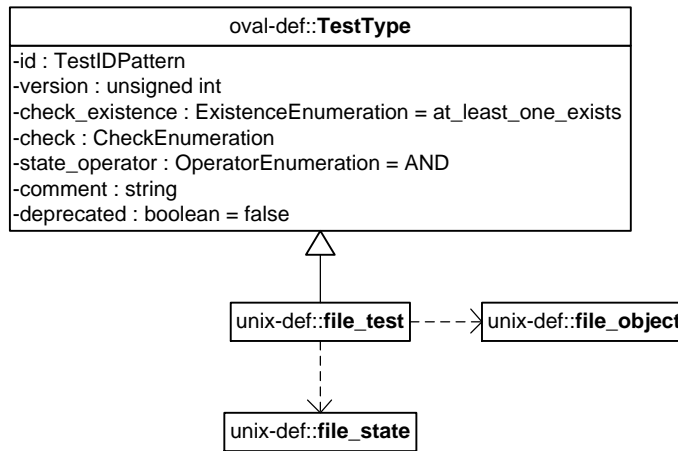 oval-def::TestType
-id : TestIDPattern
-version : unsigned int
-check_existence : ExistenceEnumeration = at_least_one_exists
-check : CheckEnumeration
-state_operator : OperatorEnumeration = AND
-comment : string
-deprecated : boolean = false
unix-def::file_test
unix-def::file_object
unix-def::file_state